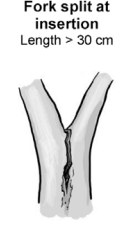 Fork split at
insertion
Length > 30 cm